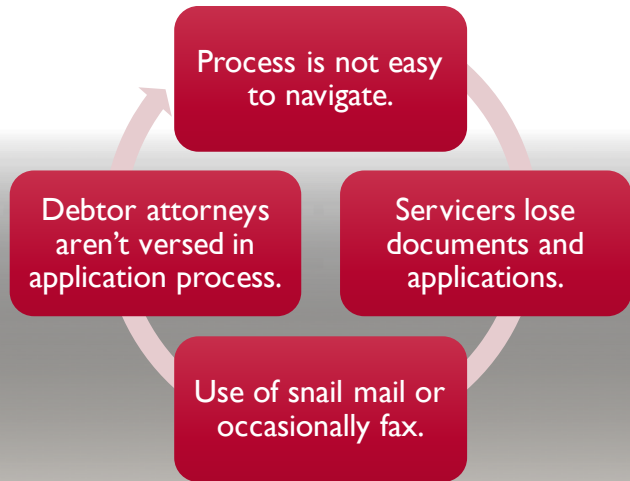 Process is not easy
to navigate.
Servicers lose
documents and
applications.
Use of snail mail or
occasionally fax.
Debtor attorneys
aren’t versed in
application process.